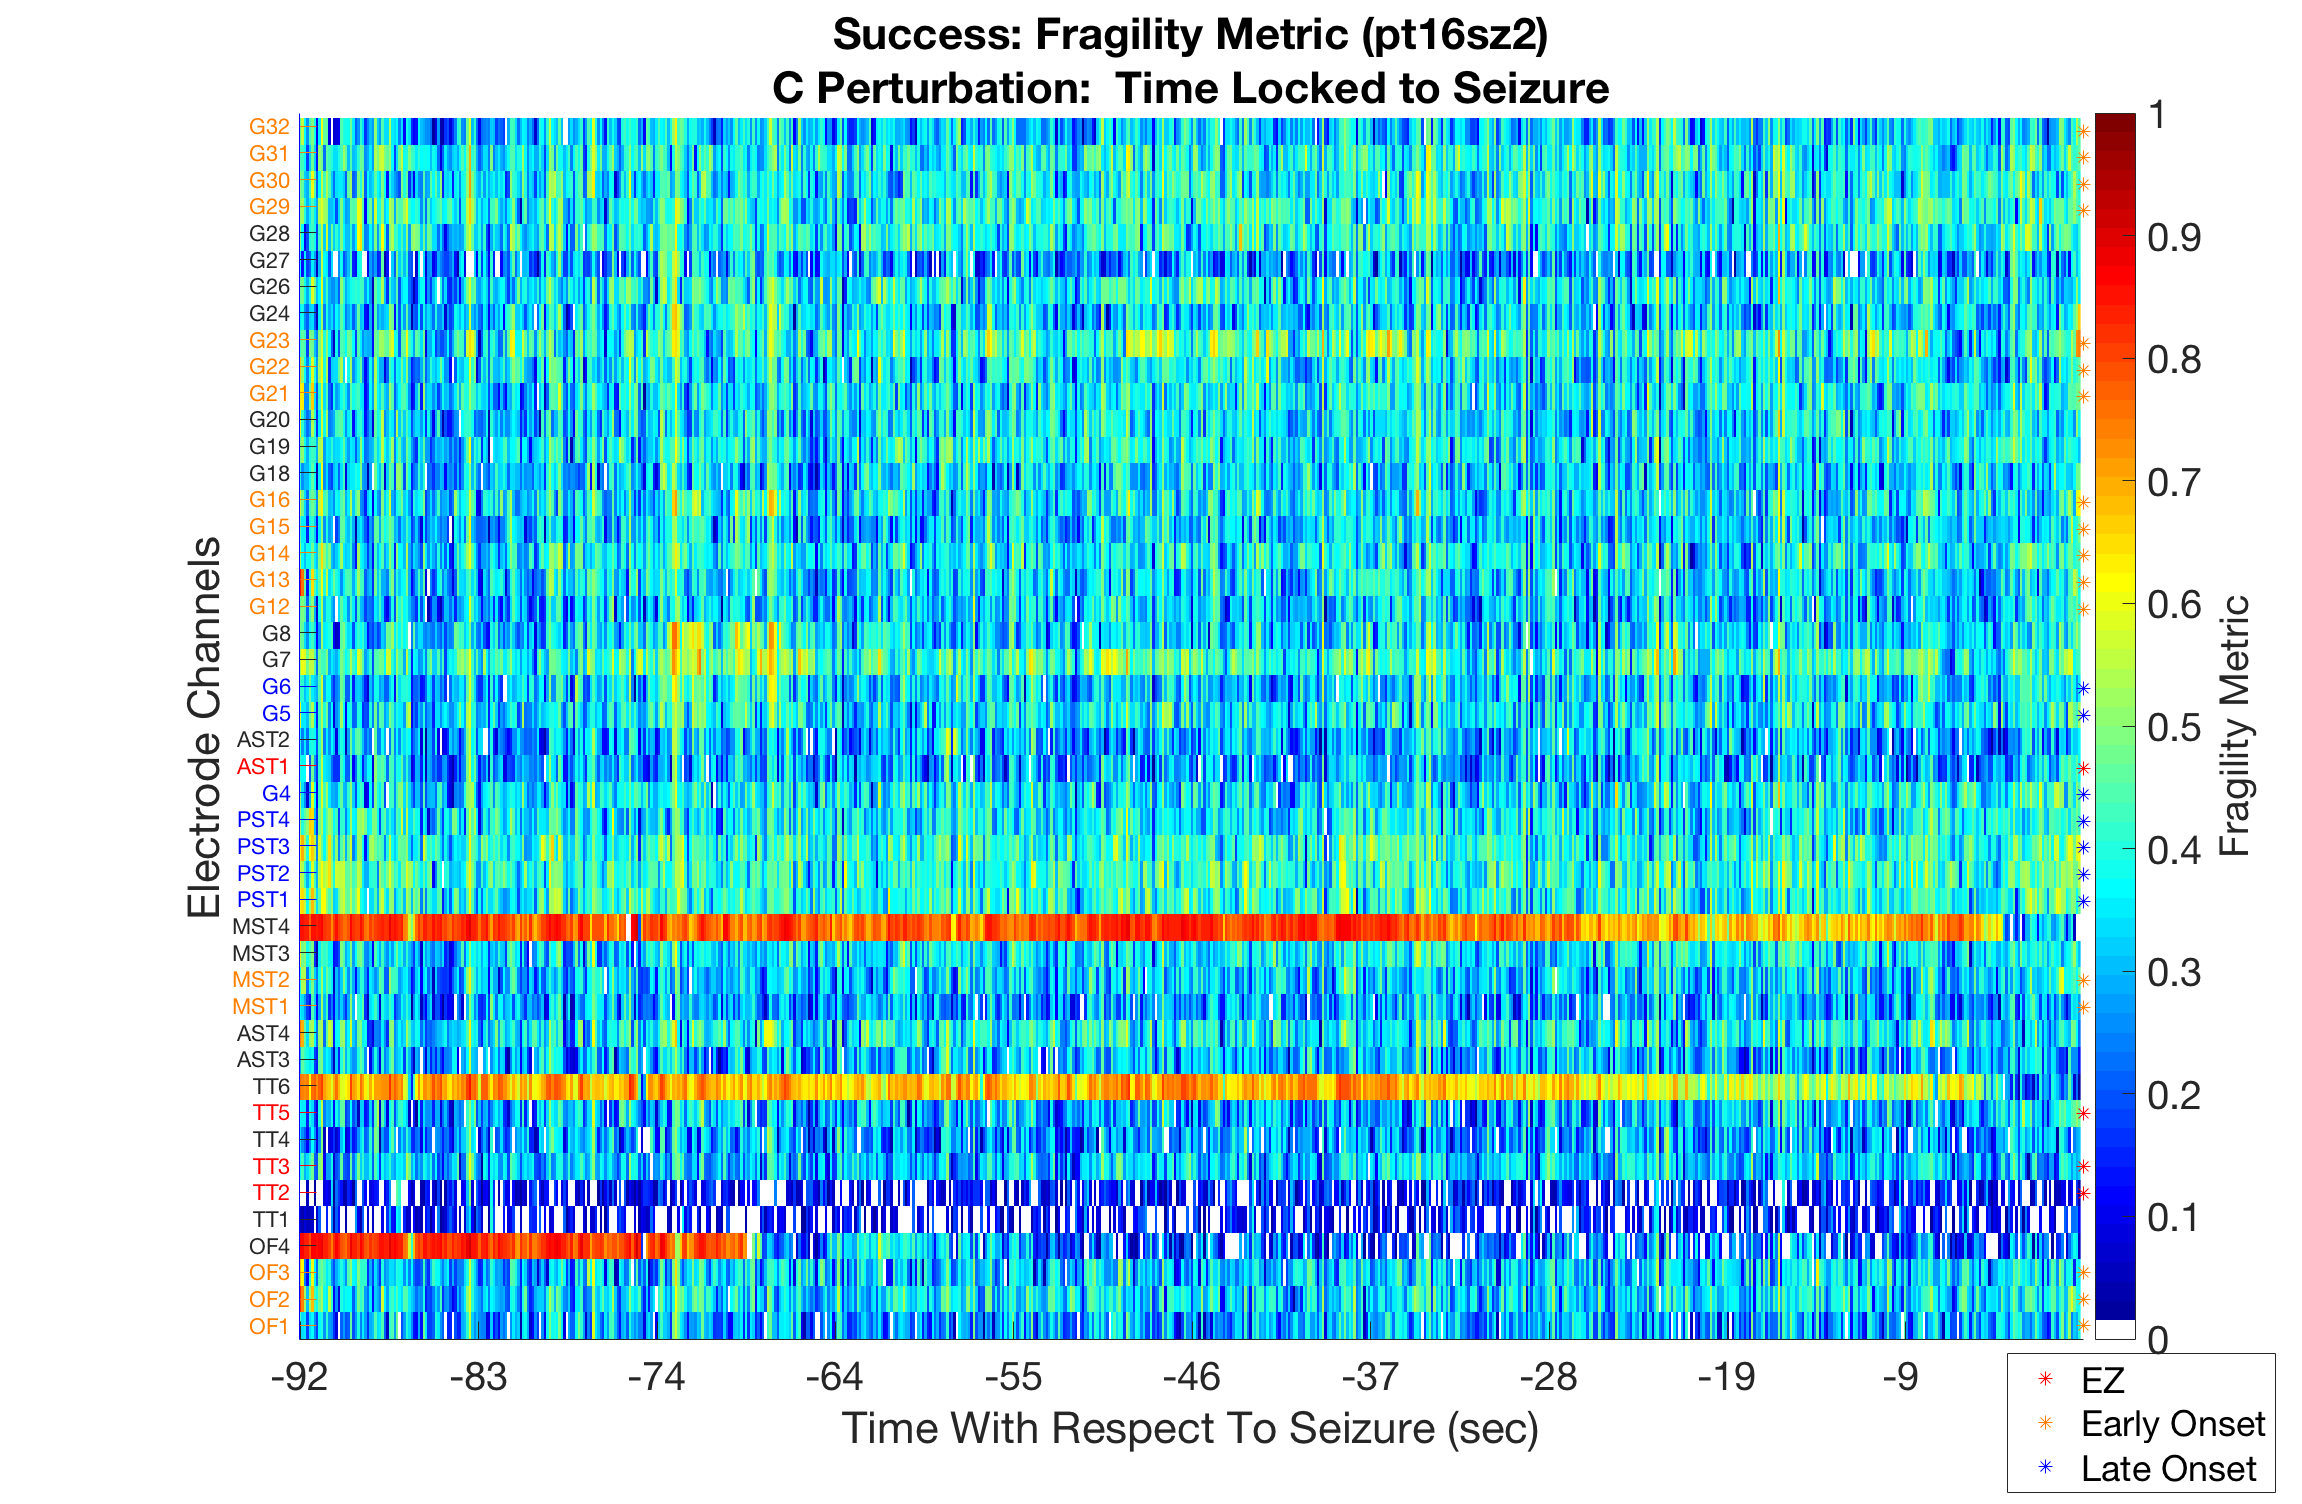 Success: Fragility Metric (pt16sz2)
C Perturbation:  Time Locked to Seizure
Electrode Channels
G32
G31
G30
G29
G28
G27
G26
G24
G23
G22
G21
G20
G19
G18
G16
G15
G14
G13
G12
G8
G7
G6
G5
AST2
AST1
G4
PST4
PST3
PST2
PST1
MST4
MST3
MST2
MST1
AST4
AST3
TT6
TT5
TT4
TT3
TT2
TT1
OF4
OF3
OF2
OF1
-92 -83 -74 -64 -55 -46 -37 -28 -19 -9
Time With Respect To Seizure (sec)
1
0.9
0.8
0.7
0.6
0.5
0.4
0.3
0.2
0.1
0
Fragility Metric
EZ
Early Onset
Late Onset